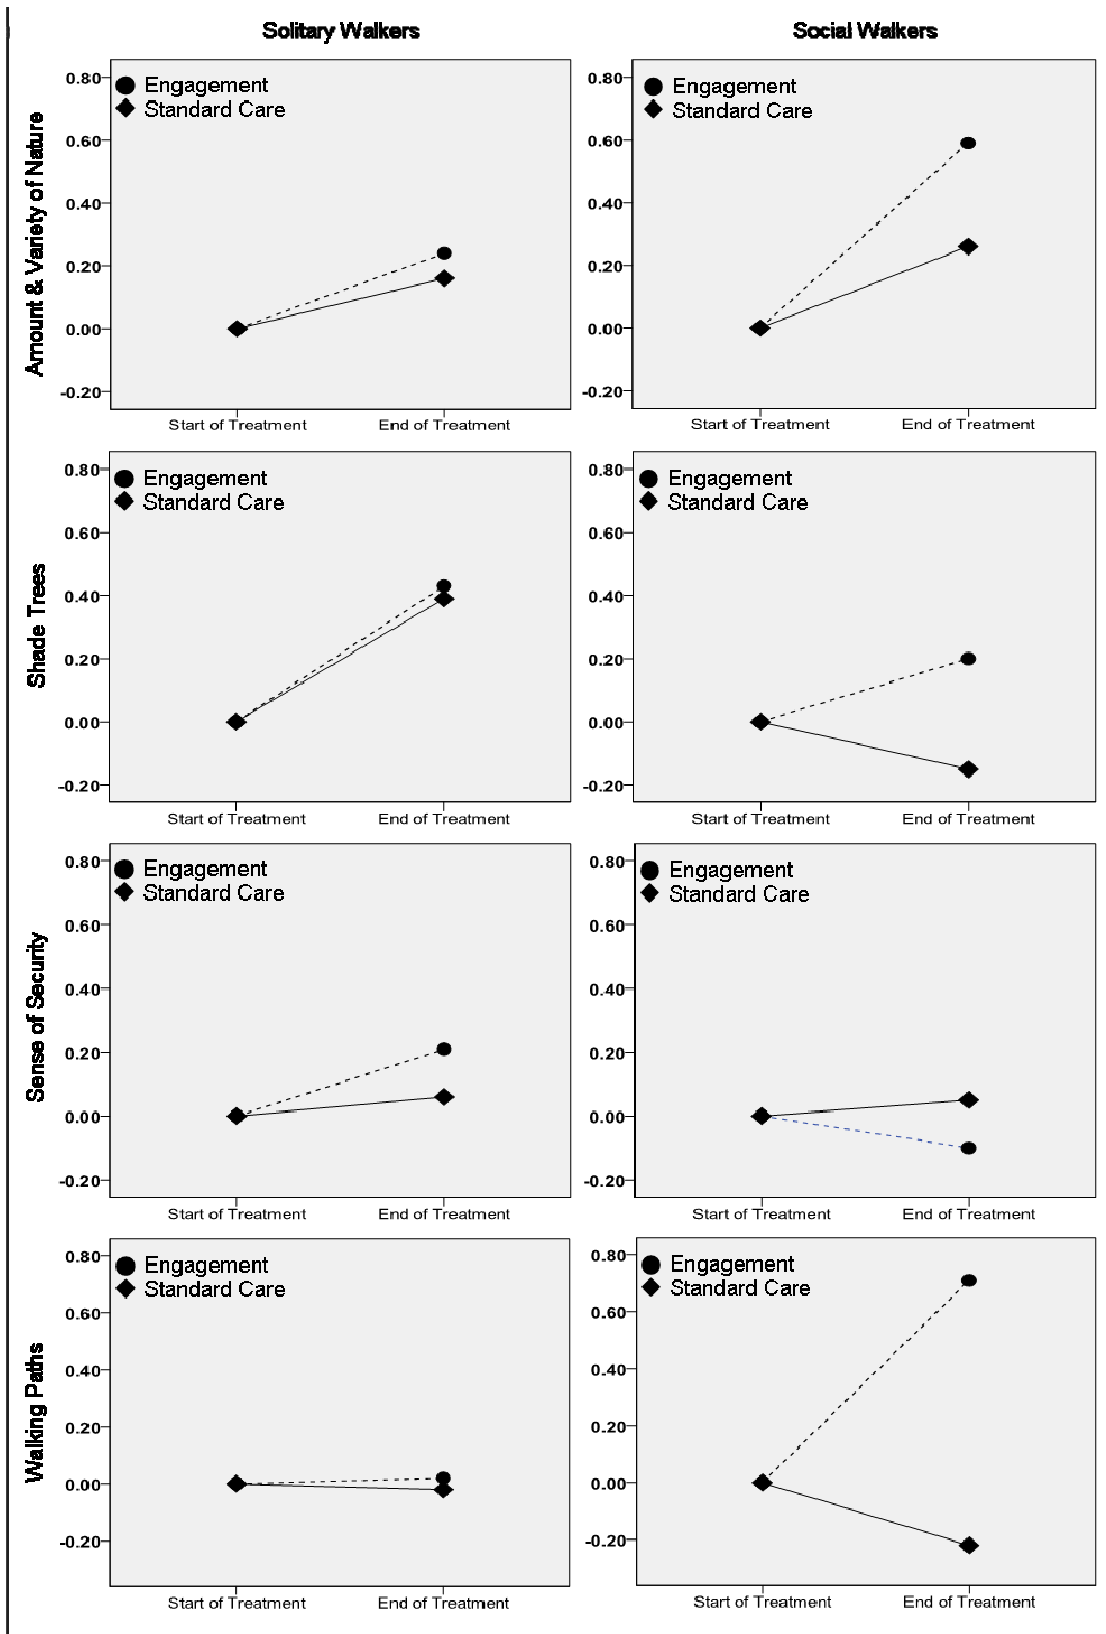 Solitary Walkers
Social Walkers
Amount & Variety of Nature
0.80
0.60
0.40
0.20
0.00
-0.20
Engagement
Standard Care
Start of Treatment
End of Treatment
0.80
0.60
0.40
0.20
0.00
-0.20
Engagement
Standard Care
Start of Treatment
End of Treatment
Shade Trees
0.80
0.60
0.40
0.20
0.00
-0.20
Engagement
Standard Care
Start of Treatment
End of Treatment
0.80
0.60
0.40
0.20
0.00
-0.20
Engagement
Standard Care
Start of Treatment
End of Treatment
Sense of Security
0.80
0.60
0.40
0.20
0.00
-0.20
Engagement
Standard Care
Start of Treatment
End of Treatment
0.80
0.60
0.40
0.20
0.00
-0.20
Engagement
Standard Care
Start of Treatment
End of Treatment
Walking Paths
0.80
0.60
0.40
0.20
0.00
-0.20
Engagement
Standard Care
Start of Treatment
End of Treatment
0.80
0.60
0.40
0.20
0.00
-0.20
Engagement
Standard Care
Start of Treatment
End of Treatment